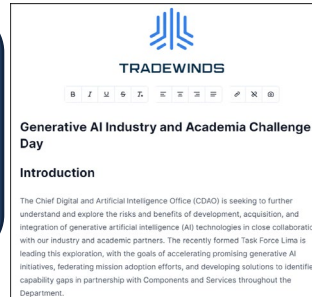 TRADEWINDS
B I U S
Generative AI Industry and Academia Challenge
Day
Introduction
The Chief Digital and Artificial Intelligence Office (CDAO) is seeking to further
understand and explore the risks and benefits of development, acquisition, and
integration of generative artificial intelligence (AI) technologies in close collaboratio
with our industry and academic partners. The recently formed Task Force Lima is
leading this exploration, with the goals of accelerating promising generative AI
initiatives, federating mission adoption efforts, and developing solutions to identifie
capability gaps in partnership with Components and Services throughout the
Department.